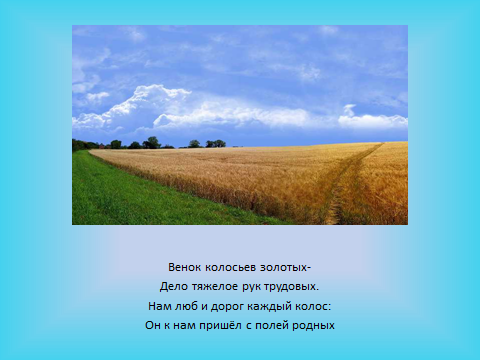 Венок колосьев золотых-
Дело тяжелое рук трудовых.
Нам люб и дорог каждый колос:
Он к нам пришёл с полей родных